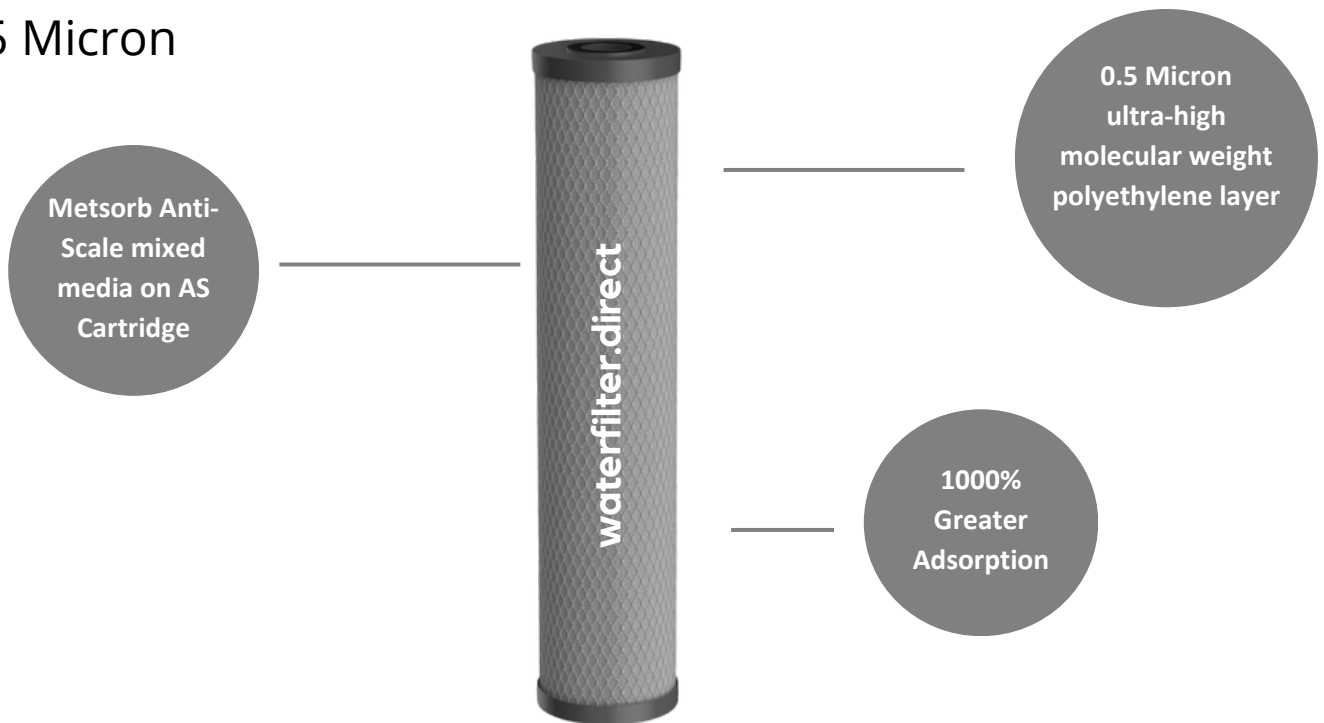 5 Micron
0.5 Micron
ultra-high
molecular weight
polyethylene layer
Metsorb Anti-
Scale mixed
media on AS
Cartridge
waterfilter.direct
1000%
Greater
Adsorption